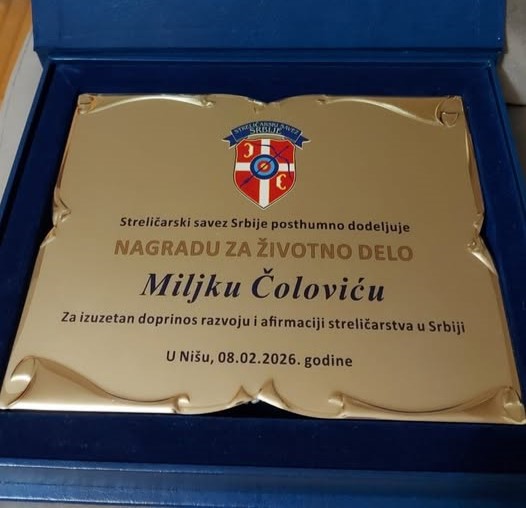 STRELIČARSKI SAVEZ
SRBIJE
Streličarski savez Srbije posthumno dodeljuje
NAGRADU ZA ŽIVOTNO DELO
Miljku Čoloviću
Za izuzetan doprinos razvoju i afirmaciji streličarstva u Srbiji
U Nišu, 08.02.2026. godine